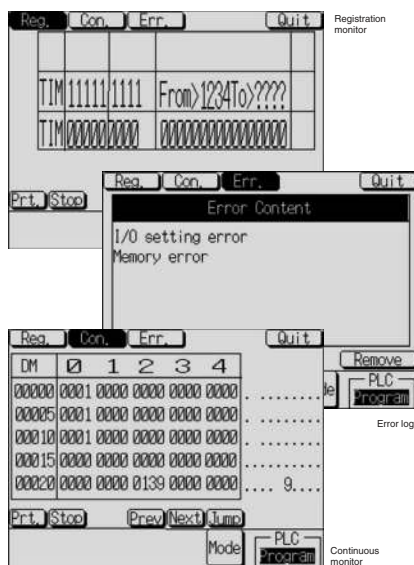 Reg. Con. Err. Quit
Registration
monitor
TIM 11111 1111 From>1234To>????
TIM 00000 0000 0000000000000000
Prt. Stop
Reg. Con. Err. Quit
Error Content
I/O setting error
Memory error
Remove
PLC
Program
Error log
Reg. Con. Err. Quit
DM 0 1 2 3 4
00000 0001 0000 0000 0000 0000 . ........
00005 0001 0000 0000 0000 0000 . ........
00010 0001 0000 0000 0000 0000 . ........
00015 0000 0000 0000 0000 0000 ..........
00020 0000 0000 0139 0000 0000 .... 9....
Prt. Stop Prev Next Jump
Mode
PLC
Program
Continuous
monitor